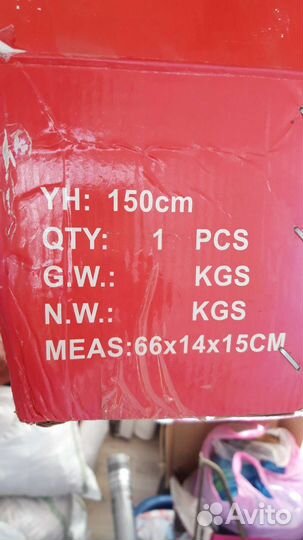 YH: 150cm
QTY: 1 PCS
G.W.: KGS
N.W.: KGS
MEAS:66x14x15CM
Avito